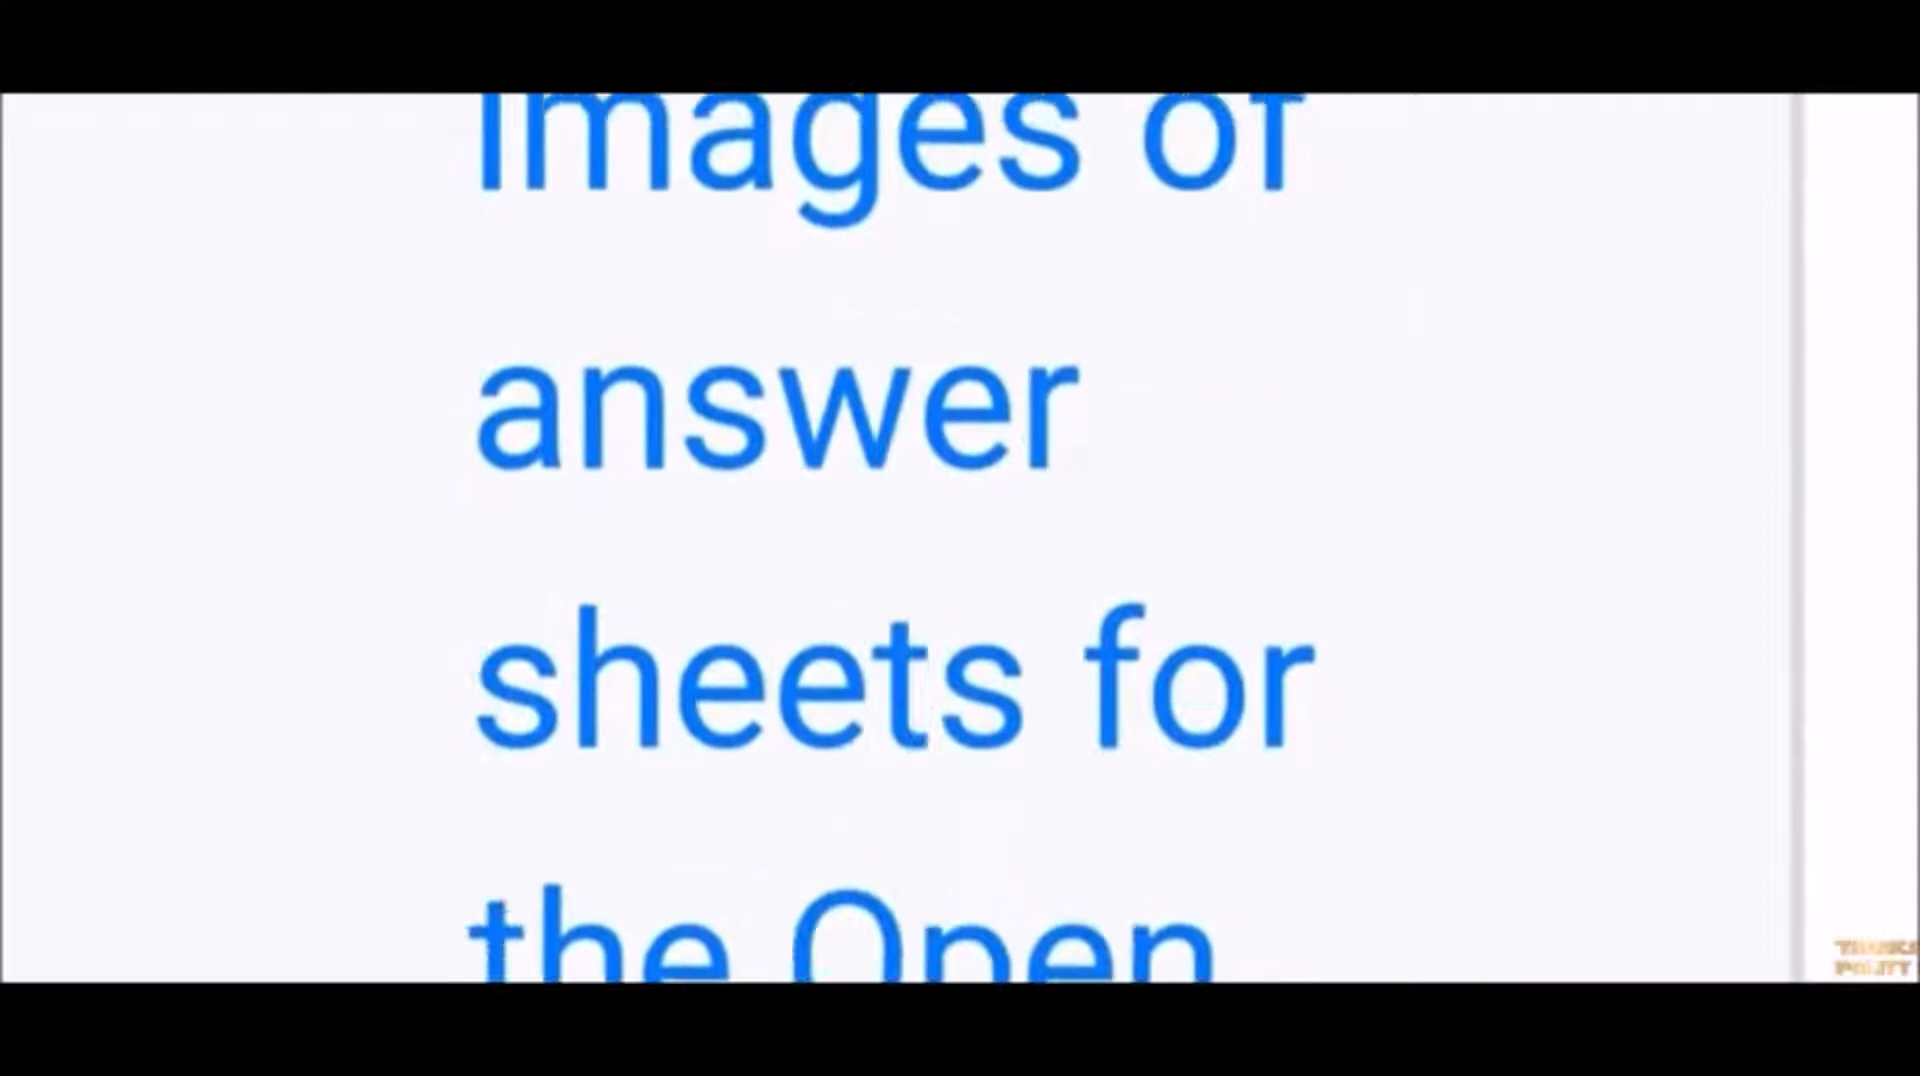 Images of
answer
sheets for
the Open